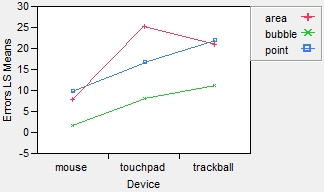 30
25
20
15
10
5
0
-5
Errors LS Means
mouse touchpad trackball
Device
area
bubble
point